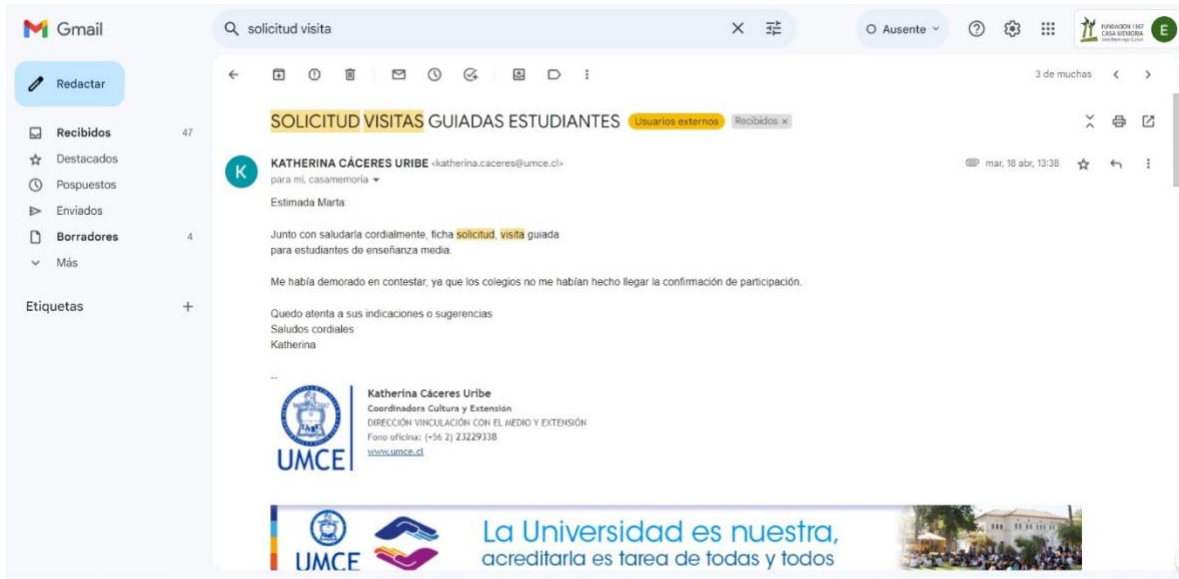 Gmail
solicitud visita
Ausente
FUNDACIÓN 1367
CASA MEMORIA
E
Redactar
3 de muchas
Recibidos 47
Destacados
Pospuestos
Enviados
Borradores 4
Más
Etiquetas +
SOLICITUD VISITAS GUIADAS ESTUDIANTES Usuarios externos Recibidos x
K
KATHERINA CÁCERES URIBE <katherina.caceres@umce.cl> mar, 18 abr, 13:38
para mí, casamemoria
Estimada Marta:
Junto con saludarla cordialmente, ficha solicitud, visita guiada
para estudiantes de enseñanza media.
Me había demorado en contestar, ya que los colegios no me habían hecho llegar la confirmación de participación.
Quedo atenta a sus indicaciones o sugerencias
Saludos cordiales
Katherina
--
UMCE
Katherina Cáceres Uribe
Coordinadora Cultura y Extensión
DIRECCIÓN VINCULACIÓN CON EL MEDIO Y EXTENSIÓN
Fono oficina: (+56 2) 23229338
www.umce.cl
UMCE
La Universidad es nuestra,
acreditarla es tarea de todas y todos